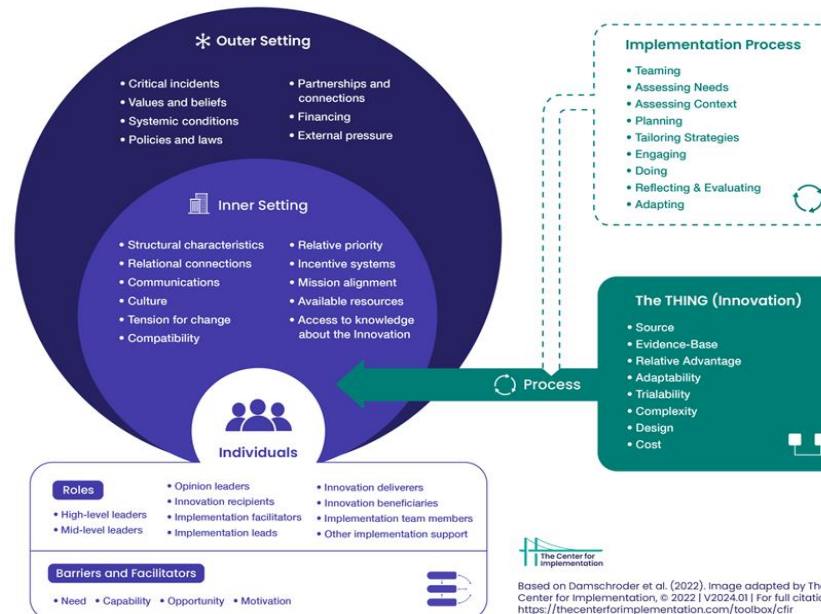 Outer Setting
• Critical incidents
• Values and beliefs
• Systemic conditions
• Policies and laws
• Partnerships and
connections
• Financing
• External pressure
Inner Setting
• Structural characteristics
• Relational connections
• Communications
• Culture
• Tension for change
• Compatibility
• Relative priority
• Incentive systems
• Mission alignment
• Available resources
• Access to knowledge
about the Innovation
Individuals
Roles
• High-level leaders
• Mid-level leaders
• Opinion leaders
• Innovation recipients
• Implementation facilitators
• Implementation leads
• Innovation deliverers
• Innovation beneficiaries
• Implementation team members
• Other implementation support
Barriers and Facilitators
• Need • Capability • Opportunity • Motivation
Implementation Process
• Teaming
• Assessing Needs
• Assessing Context
• Planning
• Tailoring Strategies
• Engaging
• Doing
• Reflecting & Evaluating
• Adapting
Process
The THING (Innovation)
• Source
• Evidence-Base
• Relative Advantage
• Adaptability
• Trialability
• Complexity
• Design
• Cost
The Center for
Implementation
Based on Damschroder et al. (2022). Image adapted by The
Center for Implementation, © 2022 | V2024.01 | For full citation
https://thecenterforimplementation.com/toolbox/cfir